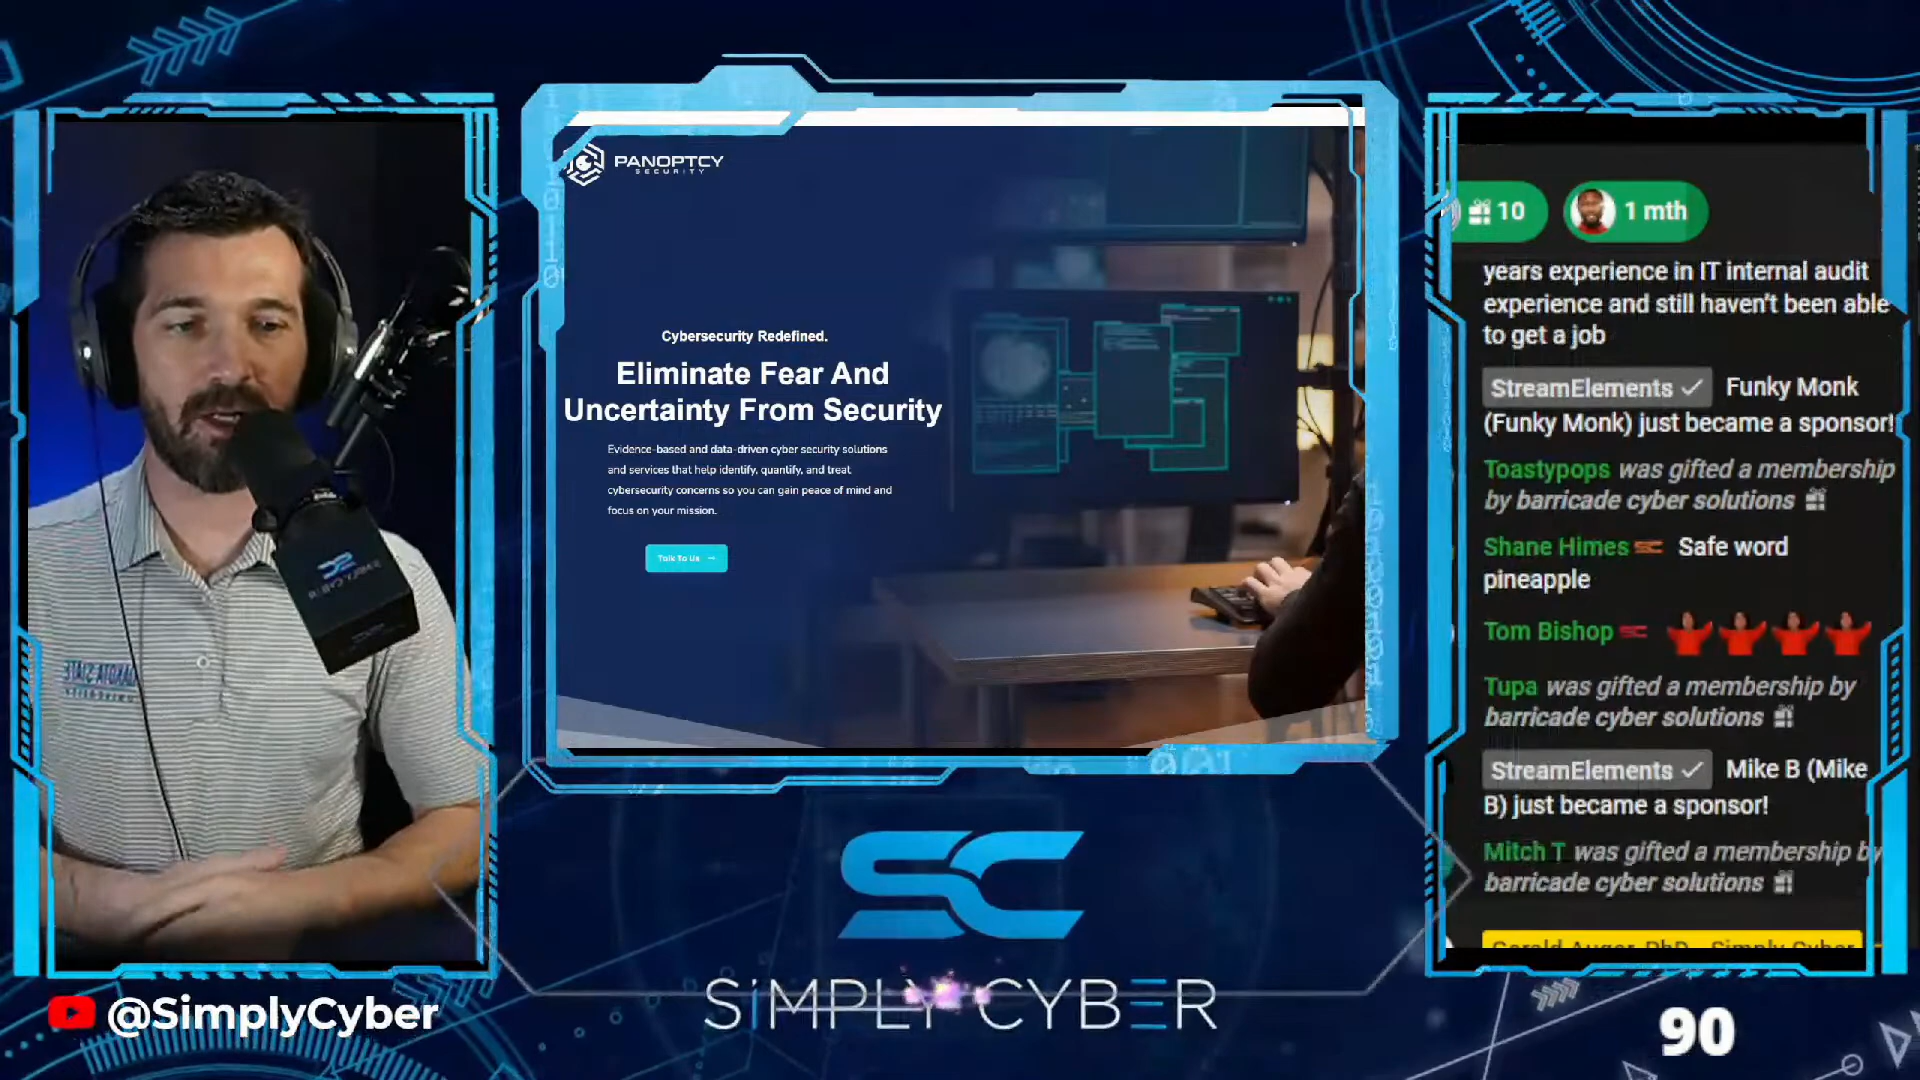 PANOPTCY
SECURITY
Cybersecurity Redefined.
Eliminate Fear And
Uncertainty From Security
Evidence-based and data-driven cyber security solutions
and services that help identify, quantify, and treat
cybersecurity concerns so you can gain peace of mind and
focus on your mission.
Talk To Us →
10
1 mth
years experience in IT internal audit
experience and still haven't been able
to get a job
StreamElements ✓ Funky Monk
(Funky Monk) just became a sponsor!
Toastypops was gifted a membership
by barricade cyber solutions
Shane Himes Safe word
pineapple
Tom Bishop
Tupa was gifted a membership by
barricade cyber solutions
StreamElements ✓ Mike B (Mike
B) just became a sponsor!
Mitch T was gifted a membership by
barricade cyber solutions
Gerald Auger, PhD - Simply Cyber
SC
SiMPLY CYBER
@SimplyCyber
90